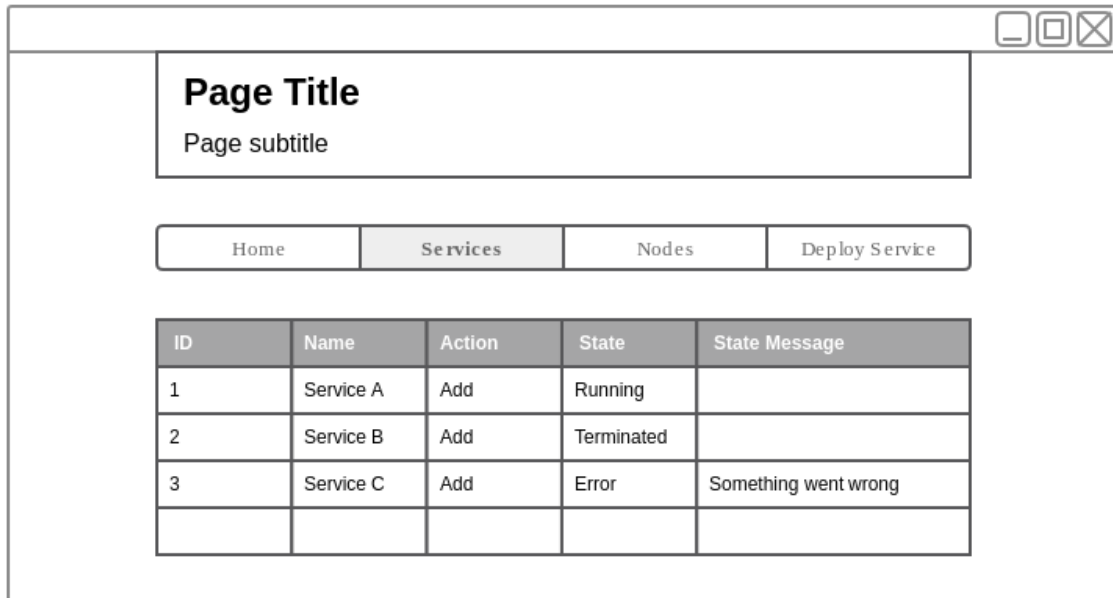 Page Title
Page subtitle
Home Services Nodes Deploy Service
ID Name Action State State Message
1 Service A Add Running
2 Service B Add Terminated
3 Service C Add Error Something went wrong